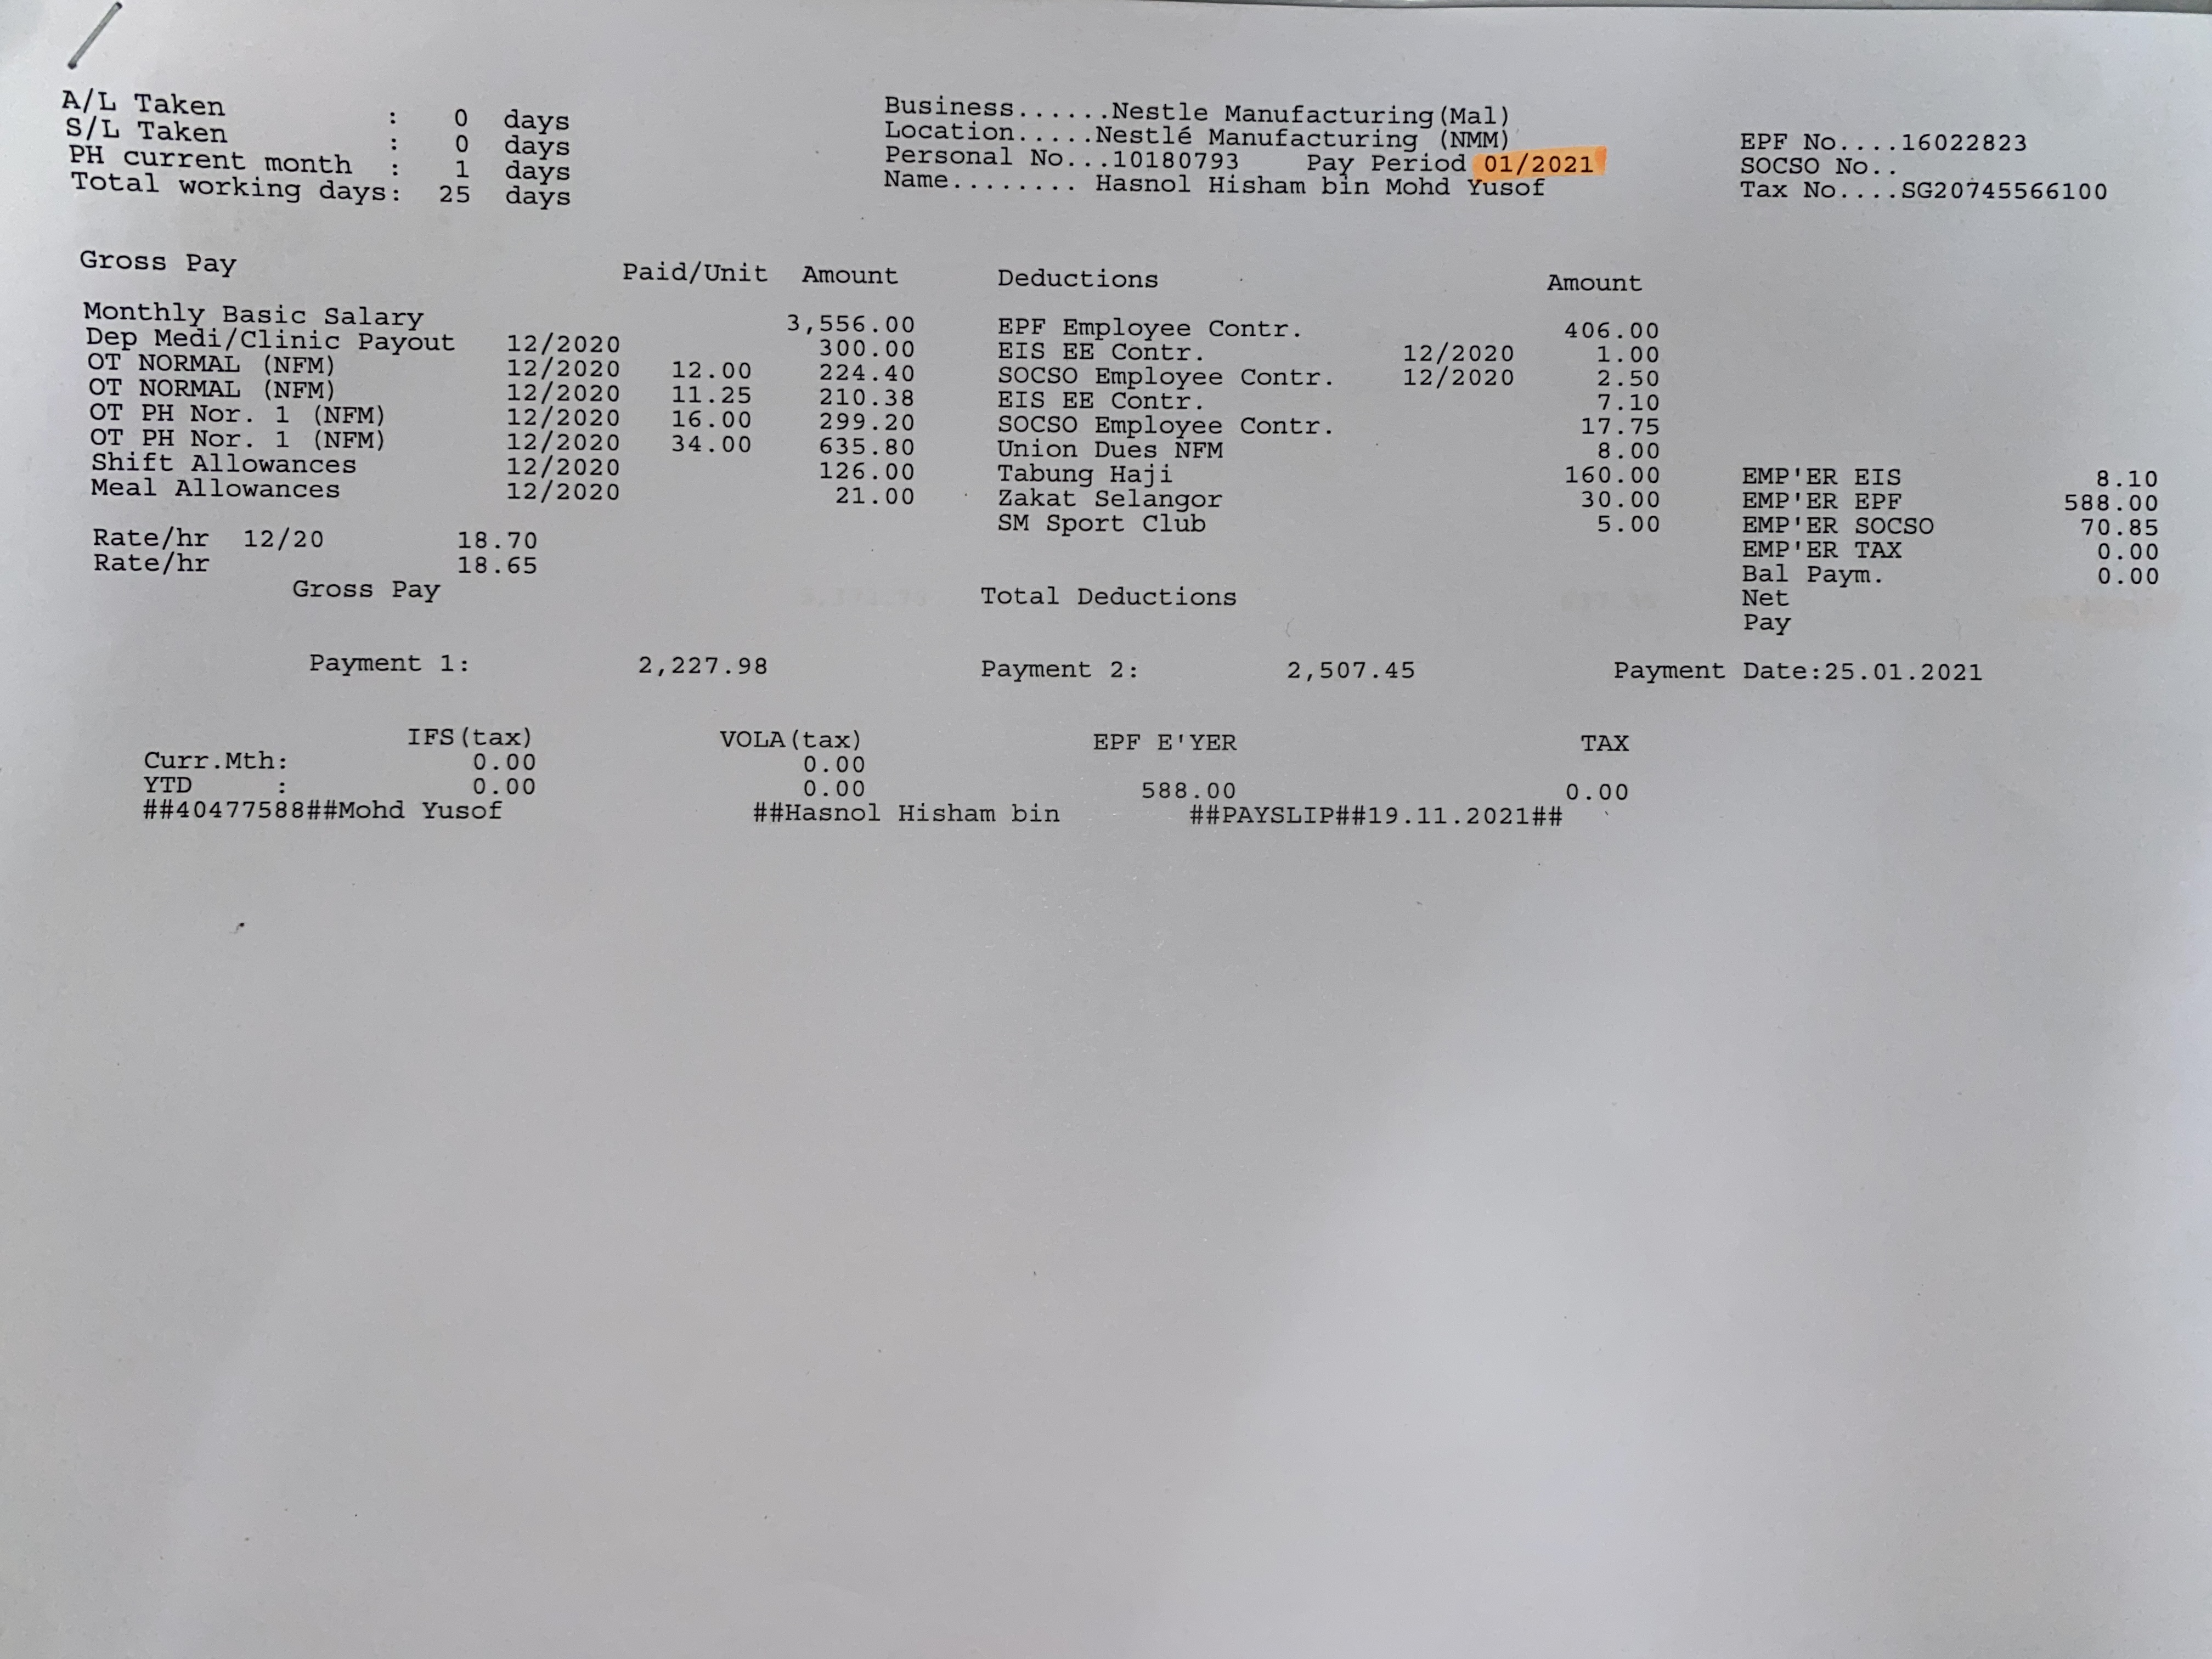 A/L Taken : 0 days
S/L Taken : 0 days
PH current month : 1 days
Total working days: 25 days
Business......Nestle Manufacturing(Mal)
Location.....Nestlé Manufacturing (NMM)
Personal No...10180793 Pay Period 01/2021
Name........ Hasnol Hisham bin Mohd Yusof
EPF No....16022823
SOCSO No..
Tax No....SG20745566100
Gross Pay Paid/Unit Amount
Monthly Basic Salary 3,556.00
Dep Medi/Clinic Payout 12/2020 300.00
OT NORMAL (NFM) 12/2020 12.00 224.40
OT NORMAL (NFM) 12/2020 11.25 210.38
OT PH Nor. 1 (NFM) 12/2020 16.00 299.20
OT PH Nor. 1 (NFM) 12/2020 34.00 635.80
Shift Allowances 12/2020 126.00
Meal Allowances 12/2020 21.00
Rate/hr 12/20 18.70
Rate/hr 18.65
Gross Pay
Deductions Amount
EPF Employee Contr. 406.00
EIS EE Contr. 12/2020 1.00
SOCSO Employee Contr. 12/2020 2.50
EIS EE Contr. 7.10
SOCSO Employee Contr. 17.75
Union Dues NFM 8.00
Tabung Haji 160.00
Zakat Selangor 30.00
SM Sport Club 5.00
Total Deductions
EMP'ER EIS 8.10
EMP'ER EPF 588.00
EMP'ER SOCSO 70.85
EMP'ER TAX 0.00
Bal Paym. 0.00
Net
Pay
Payment 1: 2,227.98 Payment 2: 2,507.45 Payment Date:25.01.2021
IFS(tax) VOLA(tax) EPF E'YER TAX
Curr.Mth: 0.00 0.00
YTD : 0.00 0.00 588.00 0.00
##40477588##Mohd Yusof ##Hasnol Hisham bin ##PAYSLIP##19.11.2021##